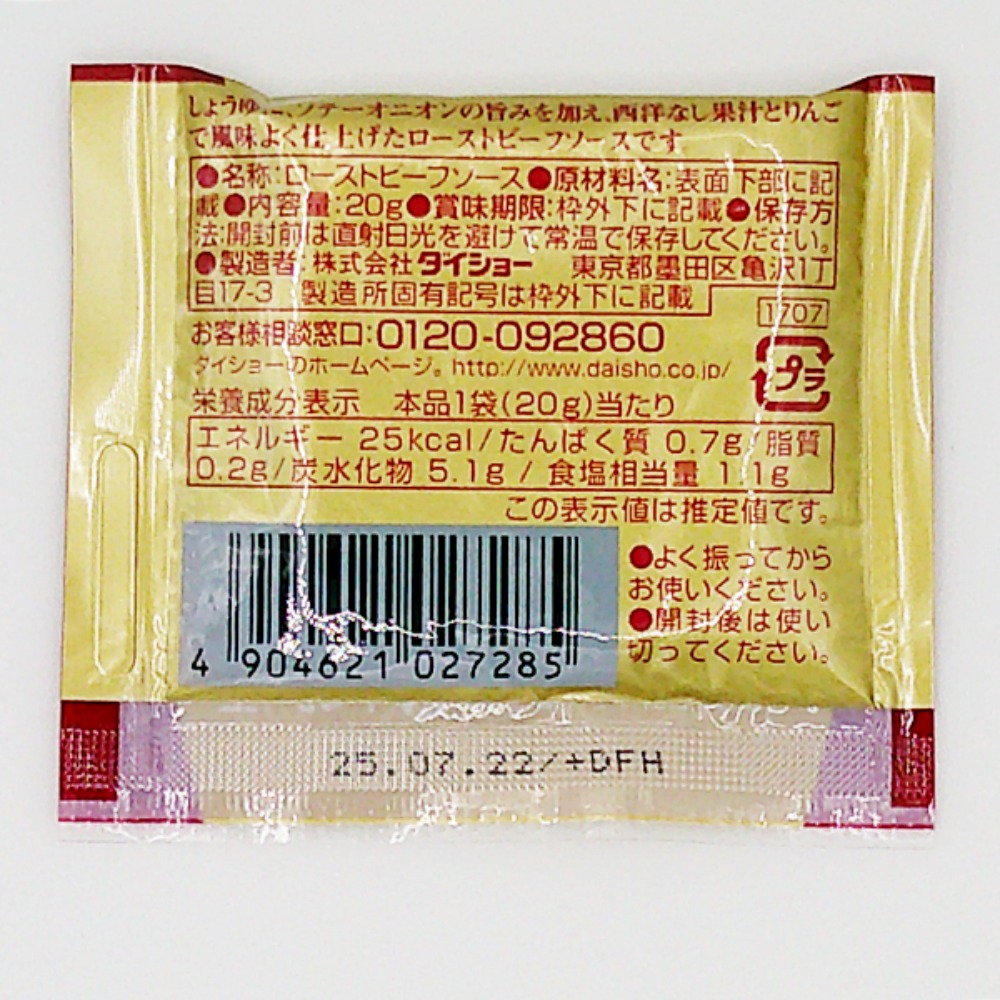 しょうゆに、ソテーオニオンの旨みを加え、西洋なし果汁とりんご
で風味よく仕上げたローストビーフソースです
●名称:ローストビーフソース●原材料名:表面下部に記
載●内容量:20g●賞味期限:枠外下に記載●保存方
法:開封前は直射日光を避けて常温で保存してください。
●製造者・株式会社ダイショー 東京都墨田区亀沢1丁
目17-3 製造所固有記号は枠外下に記載
1707
お客様相談窓口:0120-092860
ダイショーのホームページ。http://www.daisho.co.jp/
プラ
栄養成分表示 本品1袋(20g)当たり
エネルギー 25kcal/たんぱく質 0.7g/脂質
0.2g/炭水化物 5.1g / 食塩相当量 1.1g
この表示値は推定値です。
●よく振ってから
お使いください。
●開封後は使い
切ってください。
4 904621 027285
25.07.22/+DFH